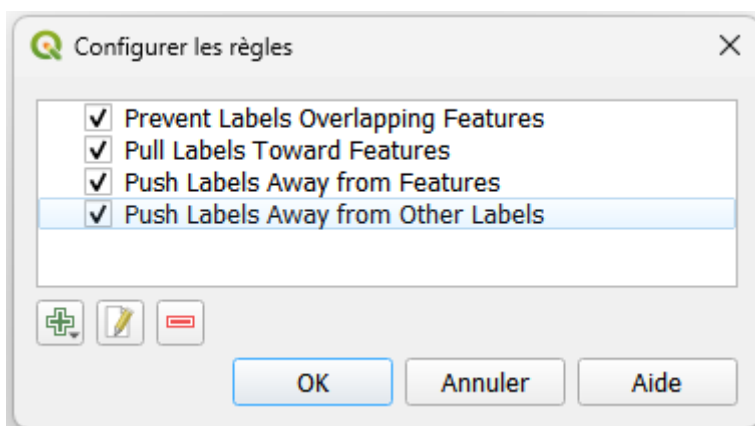 Configurer les règles
Prevent Labels Overlapping Features
Pull Labels Toward Features
Push Labels Away from Features
Push Labels Away from Other Labels
OK Annuler Aide